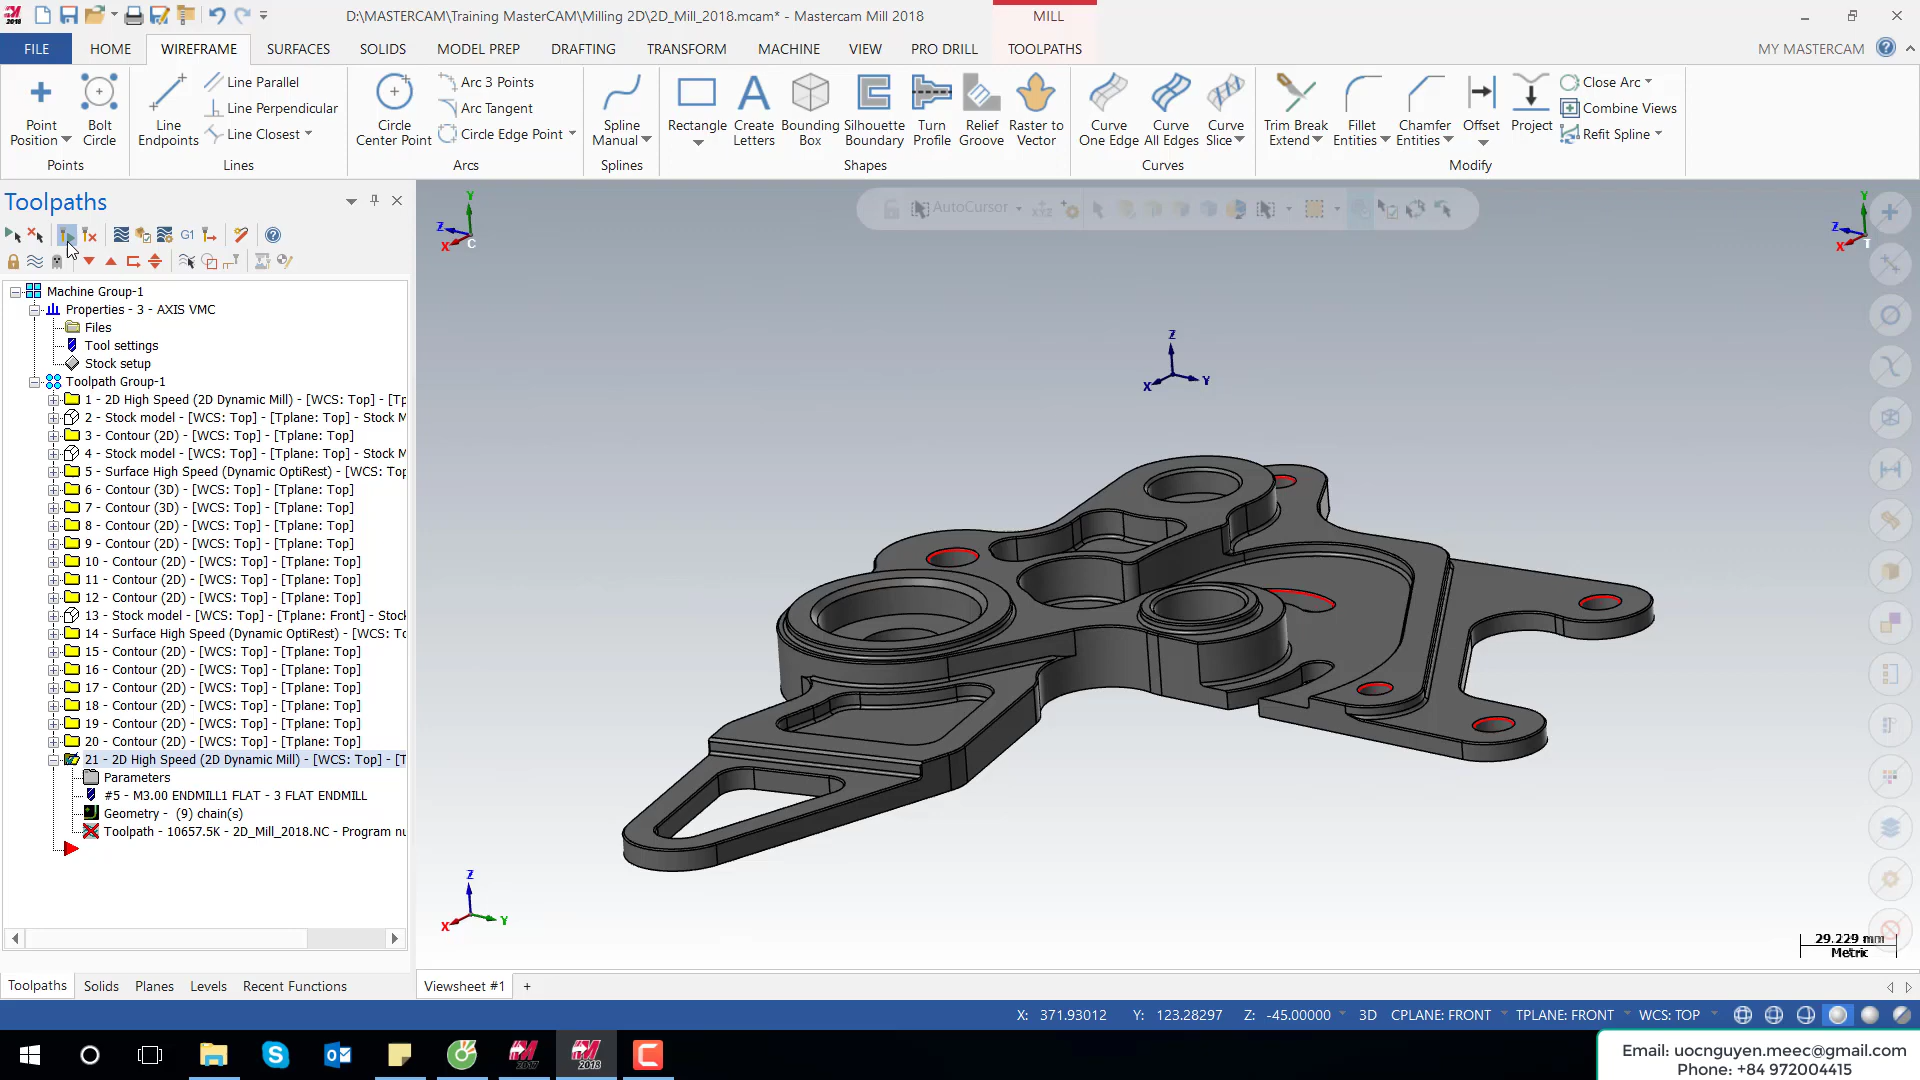 D:\MASTERCAM\Training MasterCAM\Milling 2D\2D_Mill_2018.mcam* - Mastercam Mill 2018
MILL
FILE HOME WIREFRAME SURFACES SOLIDS MODEL PREP DRAFTING TRANSFORM MACHINE VIEW PRO DRILL TOOLPATHS MY MASTERCAM
Point Position
Bolt Circle
Points
Line Endpoints
Line Parallel
Line Perpendicular
Line Closest
Lines
Circle Center Point
Arc 3 Points
Arc Tangent
Circle Edge Point
Arcs
Spline Manual
Splines
Rectangle
Create Letters
Bounding Box
Silhouette Boundary
Turn Profile
Relief Groove
Raster to Vector
Shapes
Curve One Edge
Curve All Edges
Curve Slice
Curves
Trim Break Extend
Fillet Entities
Chamfer Entities
Offset
Project
Close Arc
Combine Views
Refit Spline
Modify
Toolpaths
G1
Machine Group-1
Properties - 3 - AXIS VMC
Files
Tool settings
Stock setup
Toolpath Group-1
1 - 2D High Speed (2D Dynamic Mill) - [WCS: Top] - [Tp
2 - Stock model - [WCS: Top] - [Tplane: Top] - Stock M
3 - Contour (2D) - [WCS: Top] - [Tplane: Top]
4 - Stock model - [WCS: Top] - [Tplane: Top] - Stock M
5 - Surface High Speed (Dynamic OptiRest) - [WCS: Top
6 - Contour (3D) - [WCS: Top] - [Tplane: Top]
7 - Contour (3D) - [WCS: Top] - [Tplane: Top]
8 - Contour (2D) - [WCS: Top] - [Tplane: Top]
9 - Contour (2D) - [WCS: Top] - [Tplane: Top]
10 - Contour (2D) - [WCS: Top] - [Tplane: Top]
11 - Contour (2D) - [WCS: Top] - [Tplane: Top]
12 - Contour (2D) - [WCS: Top] - [Tplane: Top]
13 - Stock model - [WCS: Top] - [Tplane: Front] - Stock
14 - Surface High Speed (Dynamic OptiRest) - [WCS: To
15 - Contour (2D) - [WCS: Top] - [Tplane: Top]
16 - Contour (2D) - [WCS: Top] - [Tplane: Top]
17 - Contour (2D) - [WCS: Top] - [Tplane: Top]
18 - Contour (2D) - [WCS: Top] - [Tplane: Top]
19 - Contour (2D) - [WCS: Top] - [Tplane: Top]
20 - Contour (2D) - [WCS: Top] - [Tplane: Top]
21 - 2D High Speed (2D Dynamic Mill) - [WCS: Top] - [T
Parameters
#5 - M3.00 ENDMILL1 FLAT - 3 FLAT ENDMILL
Geometry - (9) chain(s)
Toolpath - 10657.5K - 2D_Mill_2018.NC - Program nu
AutoCursor
Y
Z
X
C
Y
Z
X
T
Z
X
Y
Z
X
Y
29.229 mm
Metric
Toolpaths Solids Planes Levels Recent Functions
Viewsheet #1 +
X: 371.93012 Y: 123.28297 Z: -45.00000 3D CPLANE: FRONT TPLANE: FRONT WCS: TOP
2017
2018
Email: uocnguyen.meec@gmail.com
Phone: +84 972004415